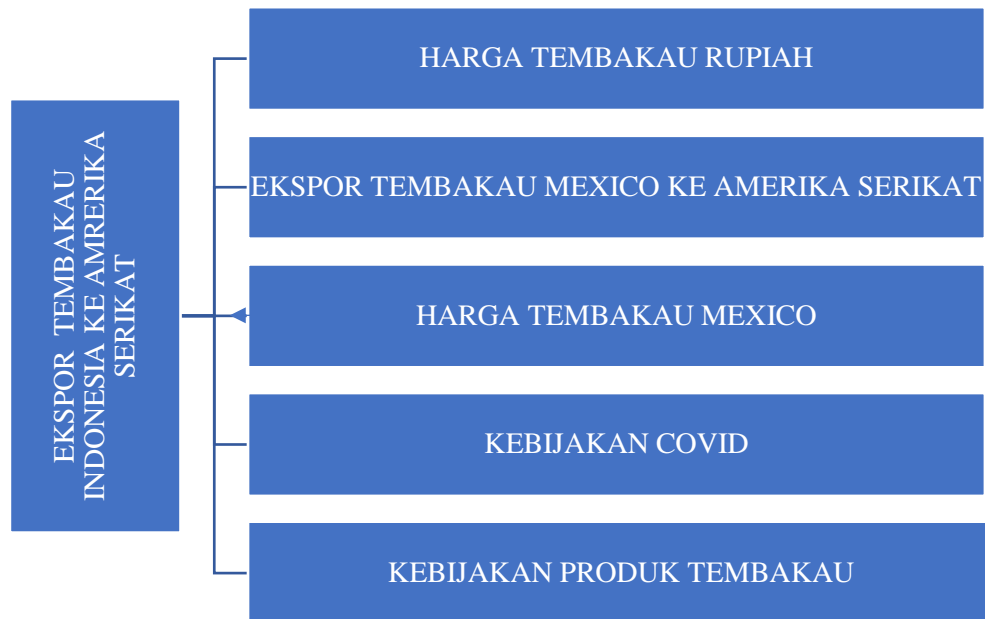 EKSPOR TEMBAKAU
INDONESIA KE AMRERIKA
SERIKAT
HARGA TEMBAKAU RUPIAH
EKSPOR TEMBAKAU MEXICO KE AMERIKA SERIKAT
HARGA TEMBAKAU MEXICO
KEBIJAKAN COVID
KEBIJAKAN PRODUK TEMBAKAU